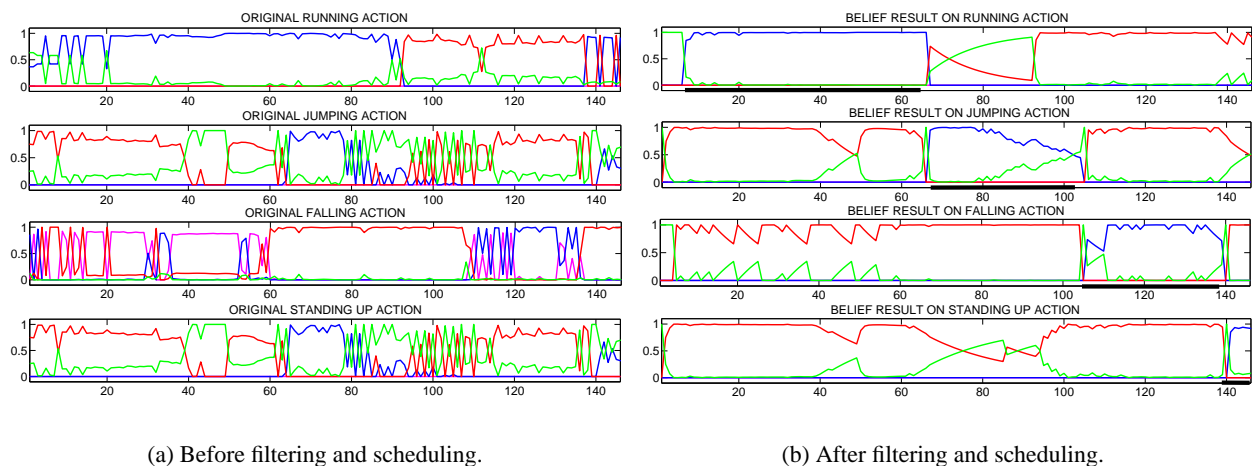 ORIGINAL RUNNING ACTION
1
0.5
0
20 40 60 80 100 120 140
ORIGINAL JUMPING ACTION
1
0.5
0
20 40 60 80 100 120 140
ORIGINAL FALLING ACTION
1
0.5
0
20 40 60 80 100 120 140
ORIGINAL STANDING UP ACTION
1
0.5
0
20 40 60 80 100 120 140
(a) Before filtering and scheduling.
BELIEF RESULT ON RUNNING ACTION
1
0.5
0
20 40 60 80 100 120 140
BELIEF RESULT ON JUMPING ACTION
1
0.5
0
20 40 60 80 100 120 140
BELIEF RESULT ON FALLING ACTION
1
0.5
0
20 40 60 80 100 120 140
BELIEF RESULT ON STANDING UP ACTION
1
0.5
0
20 40 60 80 100 120 140
(b) After filtering and scheduling.